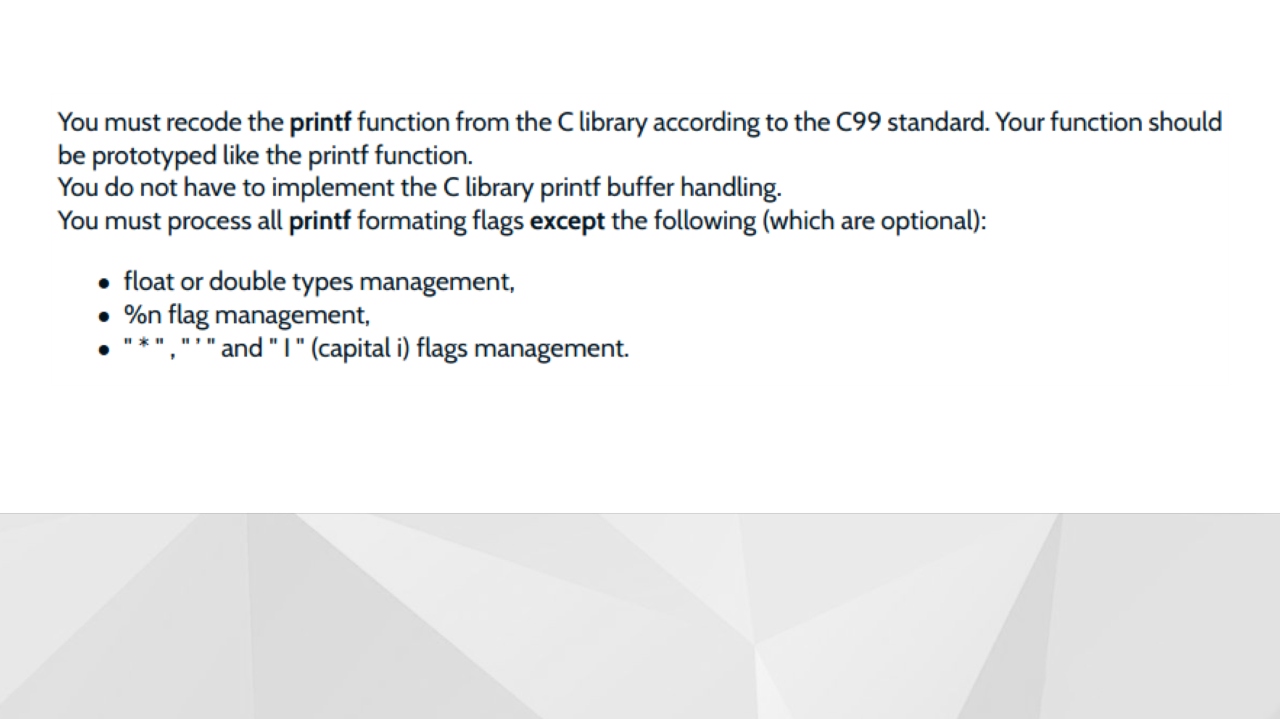 You must recode the printf function from the C library according to the C99 standard. Your function should
be prototyped like the printf function.
You do not have to implement the C library printf buffer handling.
You must process all printf formating flags except the following (which are optional):
● float or double types management,
● %n flag management,
● " * " , " ' " and " I " (capital i) flags management.